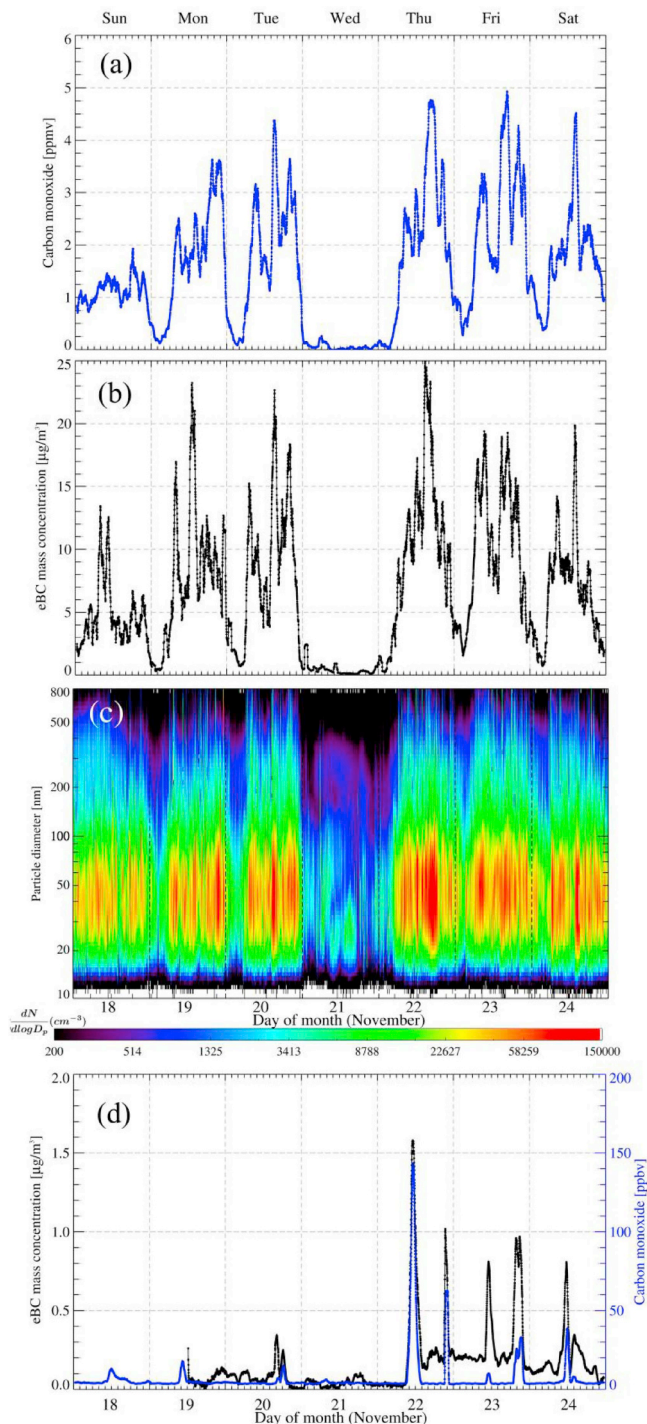 Sun Mon Tue Wed Thu Fri Sat
(a)
6
5
4
3
2
1
0
Carbon monoxide [ppmv]
(b)
25
20
15
10
5
0
eBC mass concentration [µg/m³]
(c)
800
500
200
100
50
20
10
Particle diameter [nm]
18 19 20 21 22 23 24
Day of month (November)
dN
dlogDp (cm⁻³)
200 514 1325 3413 8788 22627 58259 150000
(d)
2.0 200
1.5 150
1.0 100
0.5 50
0.0 0
eBC mass concentration [µg/m³]
Carbon monoxide [ppbv]
18 19 20 21 22 23 24
Day of month (November)